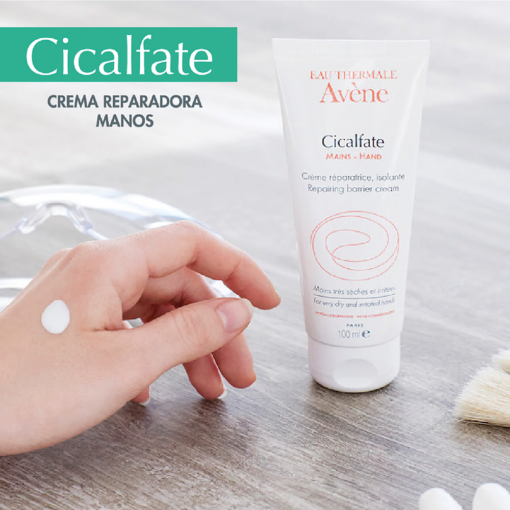 Cicalfate
CREMA REPARADORA
MANOS
EAU THERMALE
Avène
Cicalfate
MAINS - HAND
Crème réparatrice, isolante
Repairing barrier cream
Mains très sèches et irritées
For very dry and irritated hands
PARIS
100 ml e